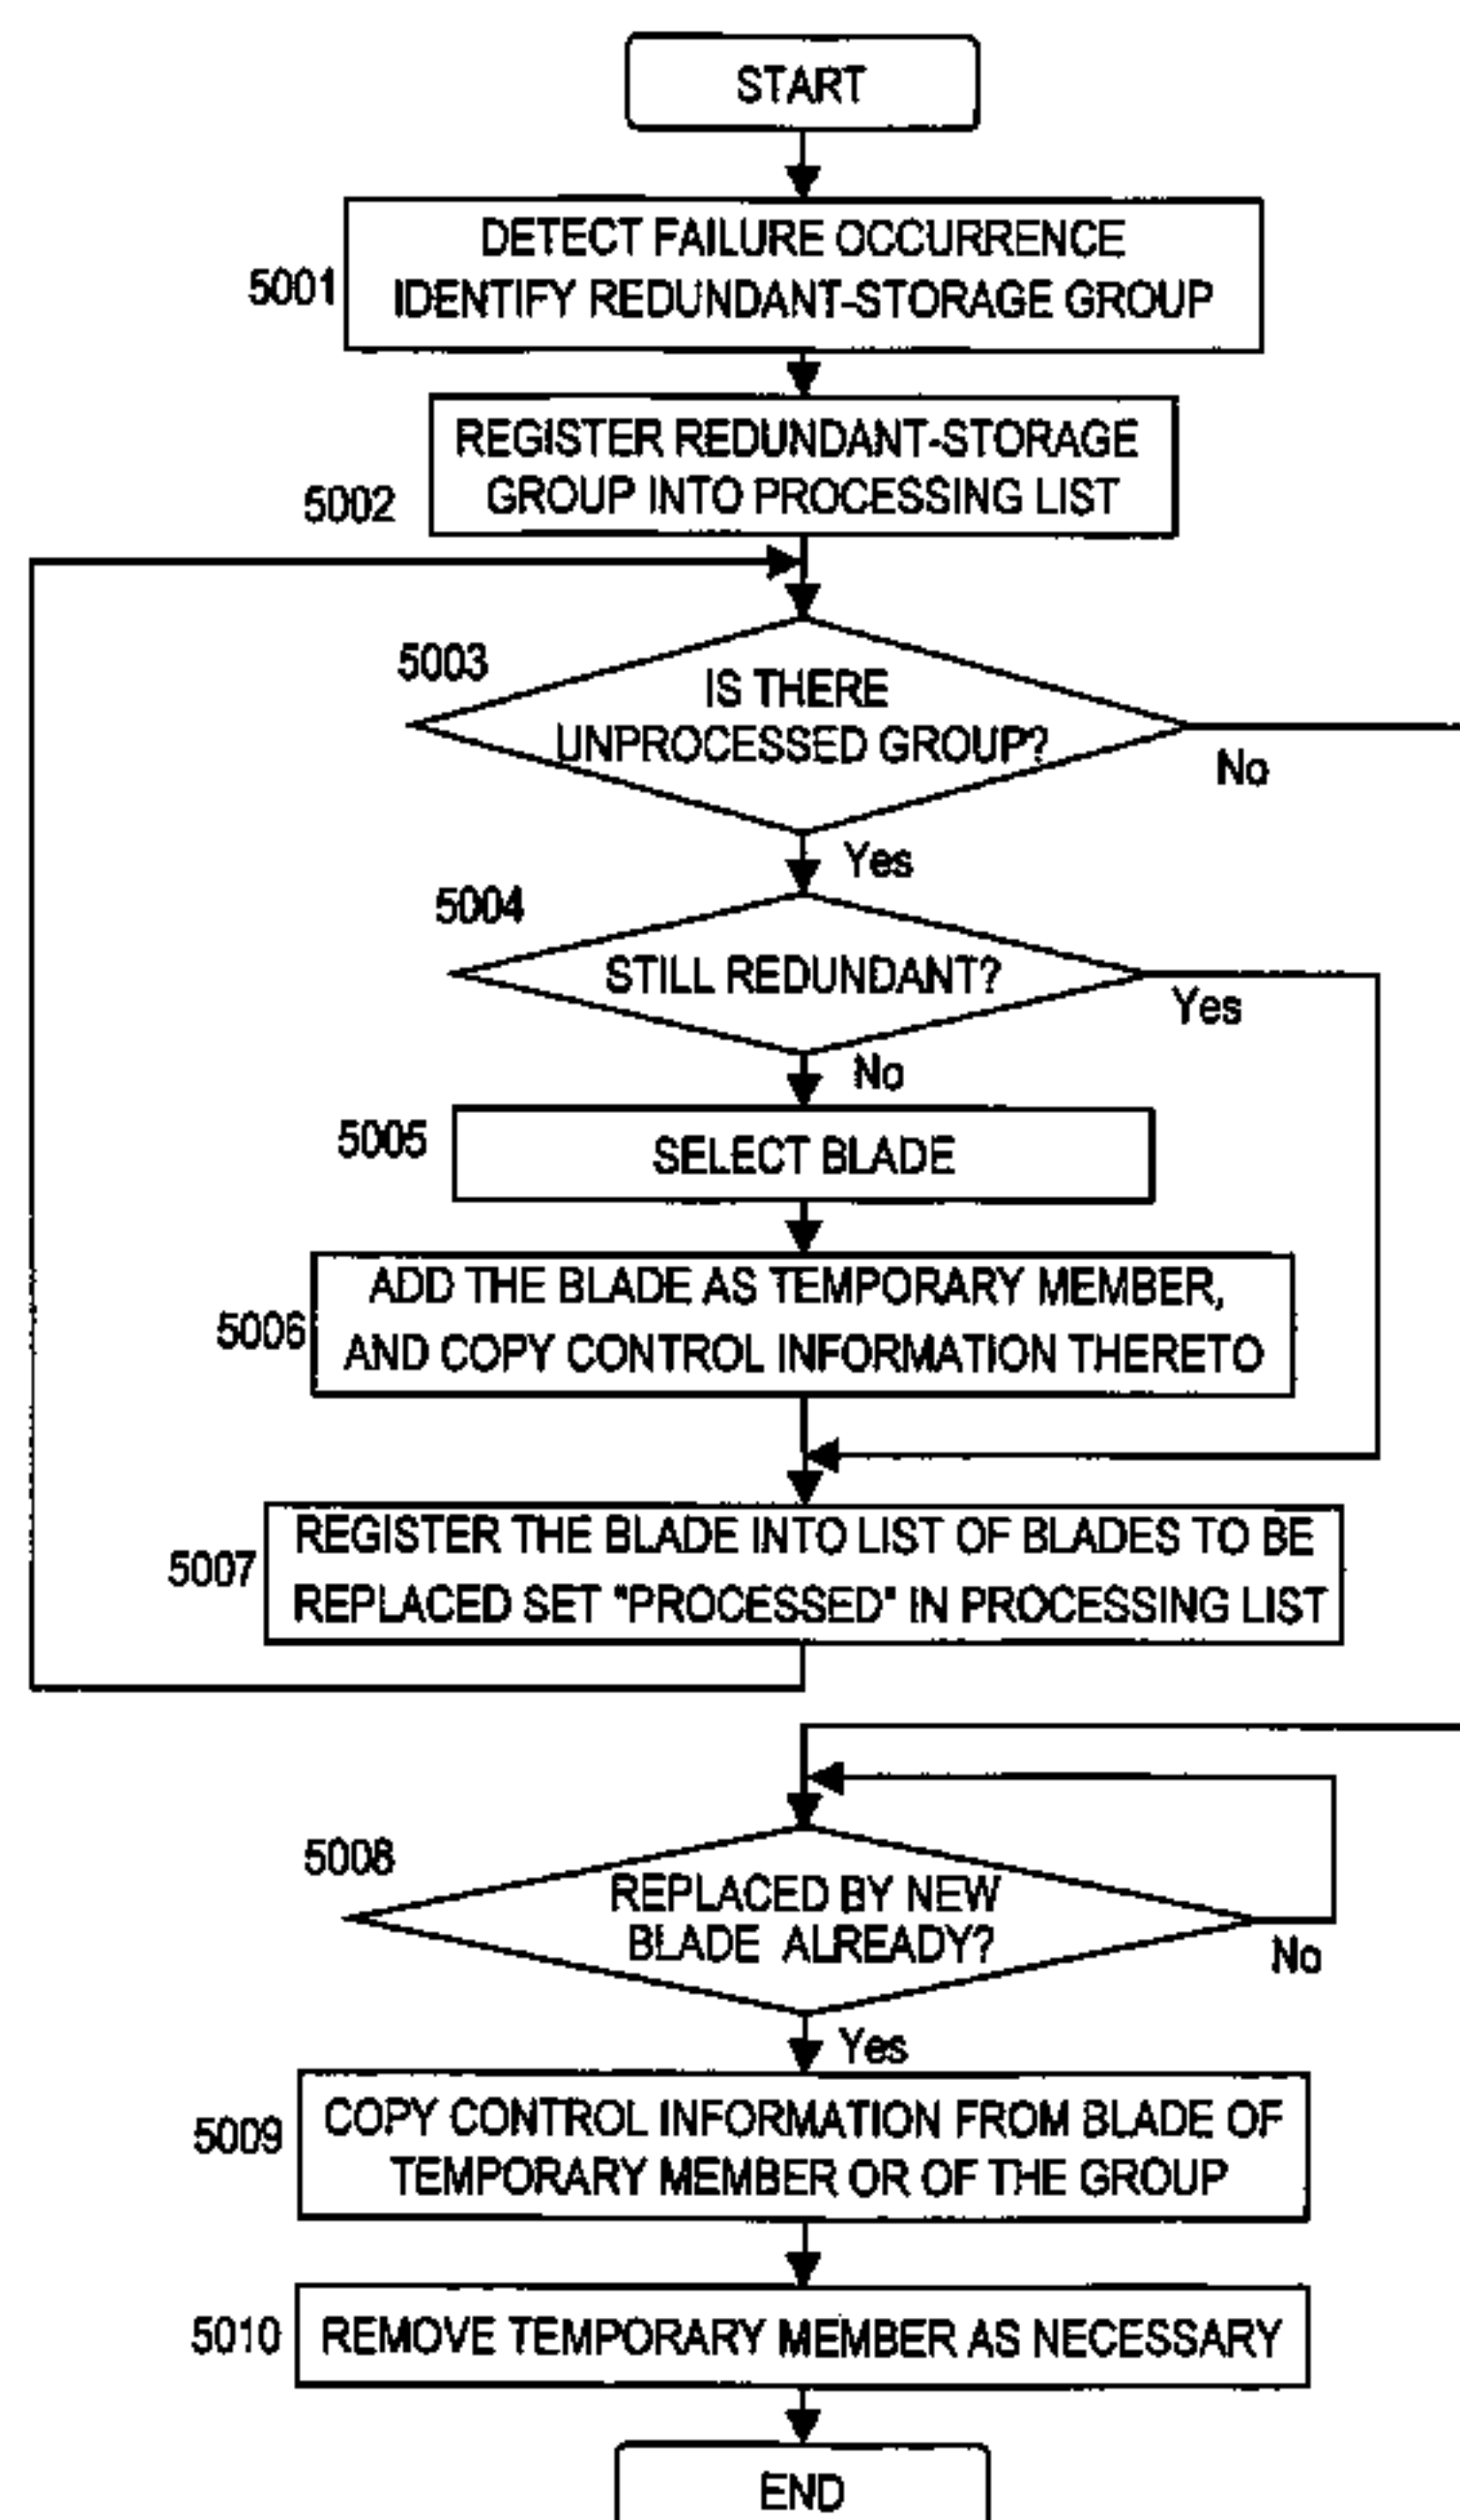 START
5001
DETECT FAILURE OCCURRENCE
IDENTIFY REDUNDANT-STORAGE GROUP
5002
REGISTER REDUNDANT-STORAGE
GROUP INTO PROCESSING LIST
5003
IS THERE
UNPROCESSED GROUP?
No
Yes
5004
STILL REDUNDANT?
Yes
No
5005
SELECT BLADE
5006
ADD THE BLADE AS TEMPORARY MEMBER,
AND COPY CONTROL INFORMATION THERETO
5007
REGISTER THE BLADE INTO LIST OF BLADES TO BE
REPLACED SET "PROCESSED" IN PROCESSING LIST
5008
REPLACED BY NEW
BLADE ALREADY?
No
Yes
5009
COPY CONTROL INFORMATION FROM BLADE OF
TEMPORARY MEMBER OR OF THE GROUP
5010
REMOVE TEMPORARY MEMBER AS NECESSARY
END